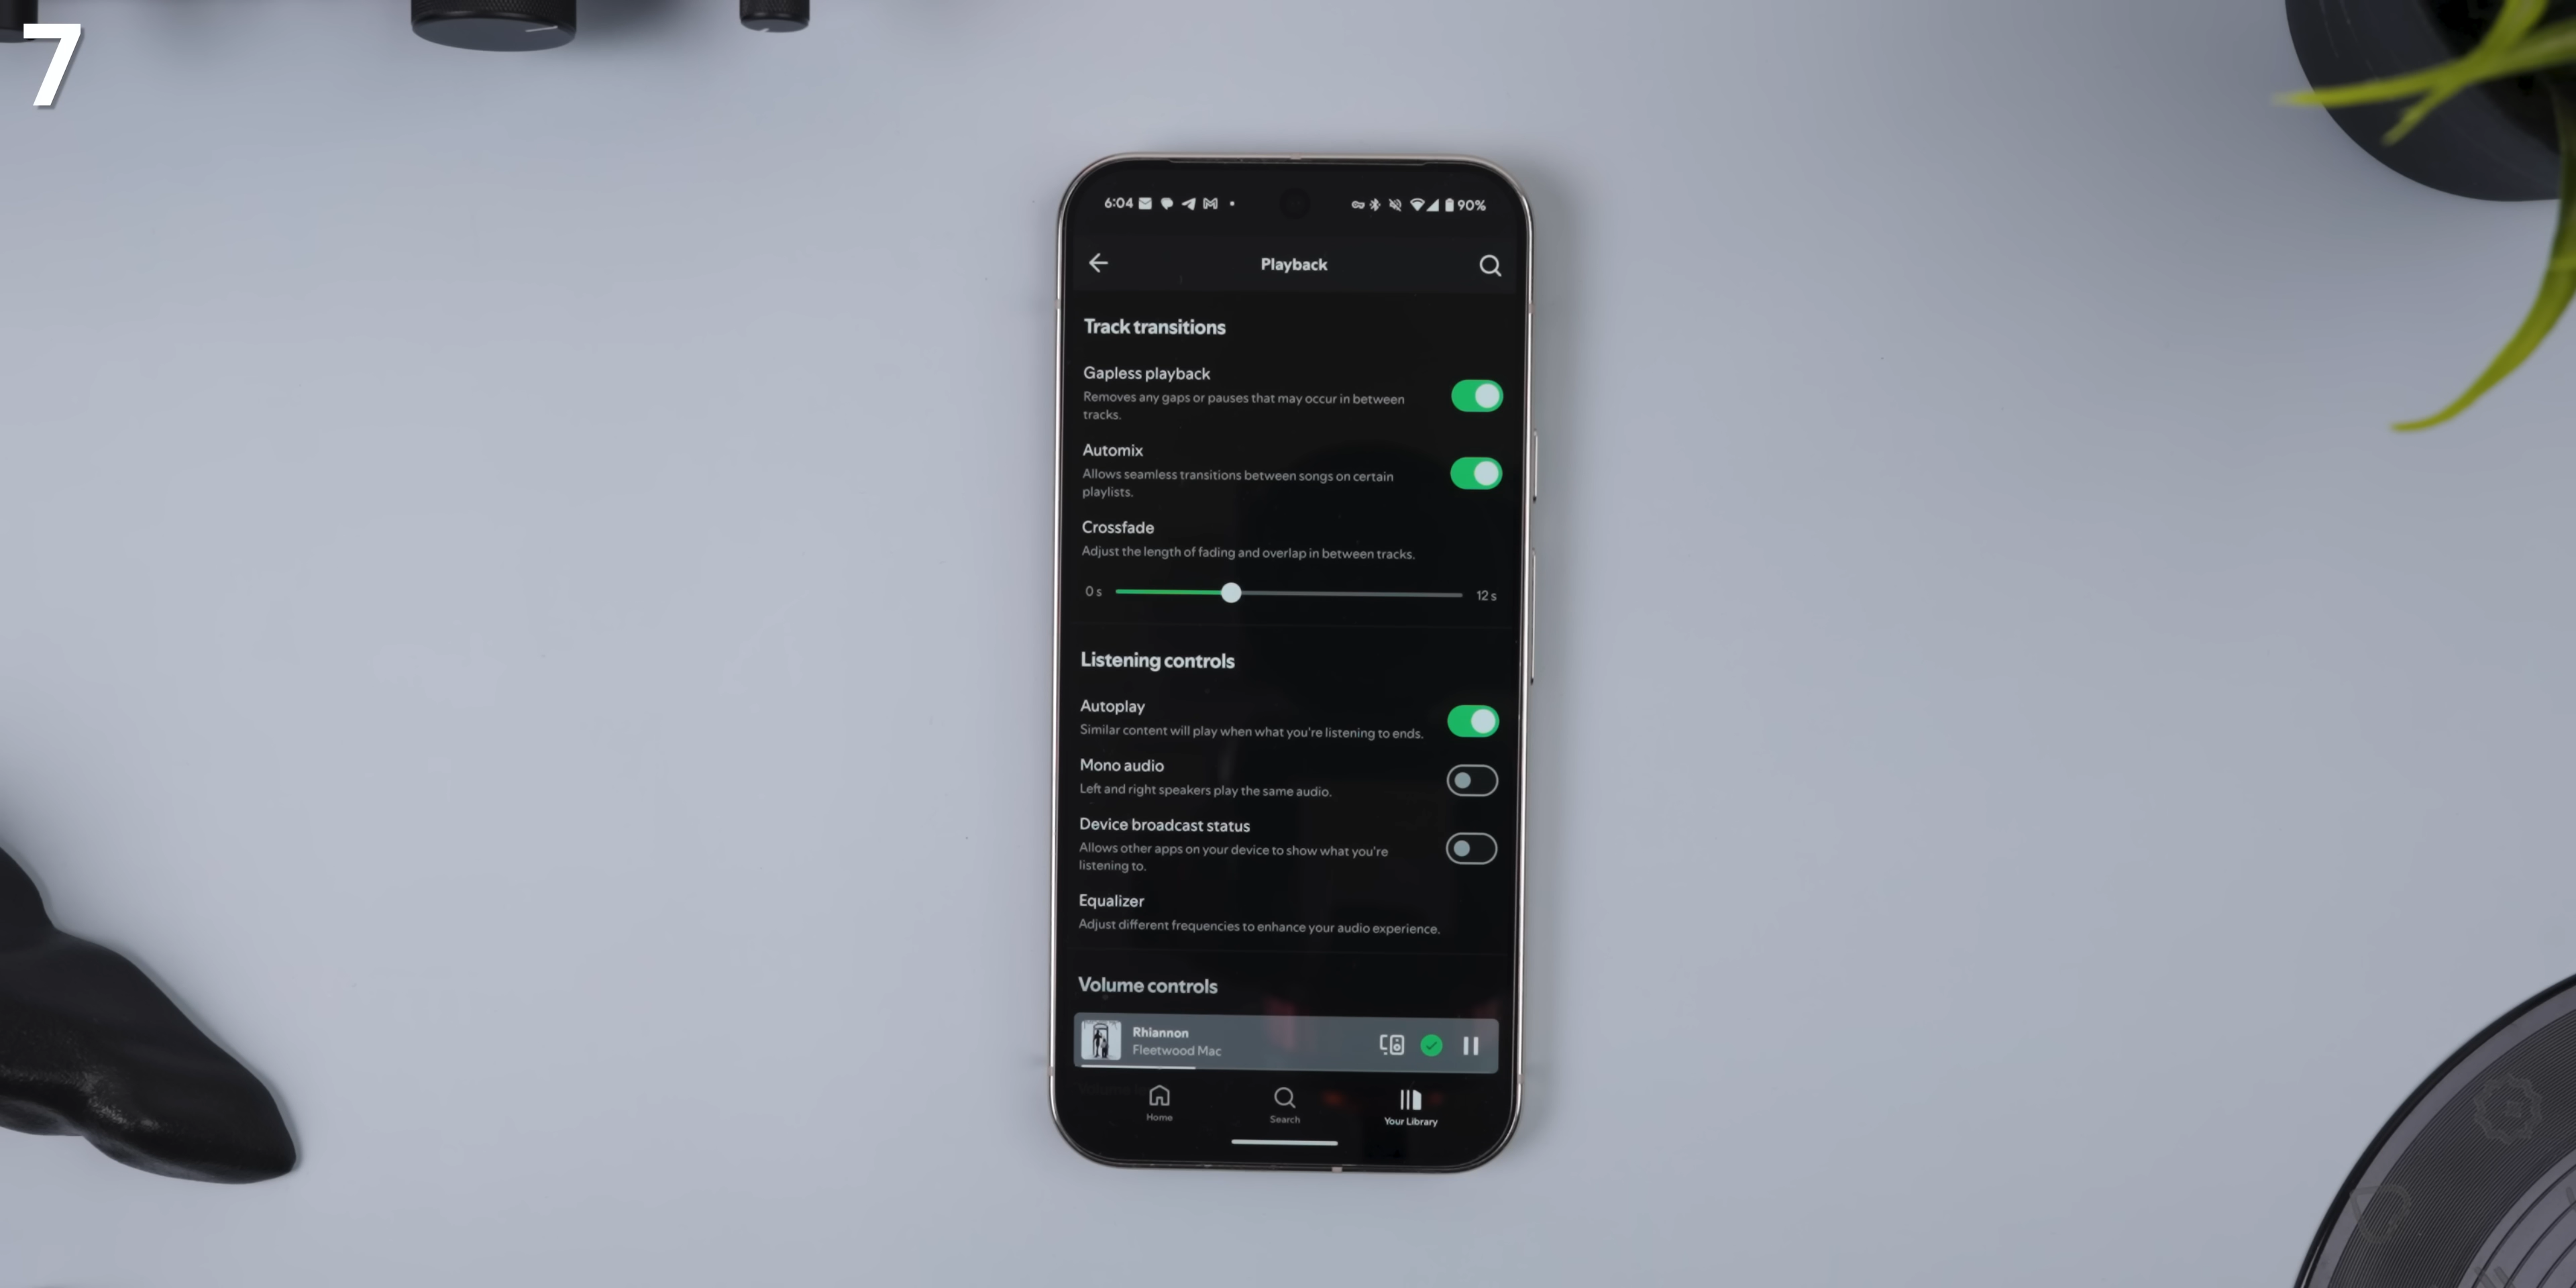 7
6:04
90%
Playback
Track transitions
Gapless playback
Removes any gaps or pauses that may occur in between
tracks.
Automix
Allows seamless transitions between songs on certain
playlists.
Crossfade
Adjust the length of fading and overlap in between tracks.
0 s
12 s
Listening controls
Autoplay
Similar content will play when what you're listening to ends.
Mono audio
Left and right speakers play the same audio.
Device broadcast status
Allows other apps on your device to show what you're
listening to.
Equalizer
Adjust different frequencies to enhance your audio experience.
Volume controls
Rhiannon
Fleetwood Mac
Home
Search
Your Library